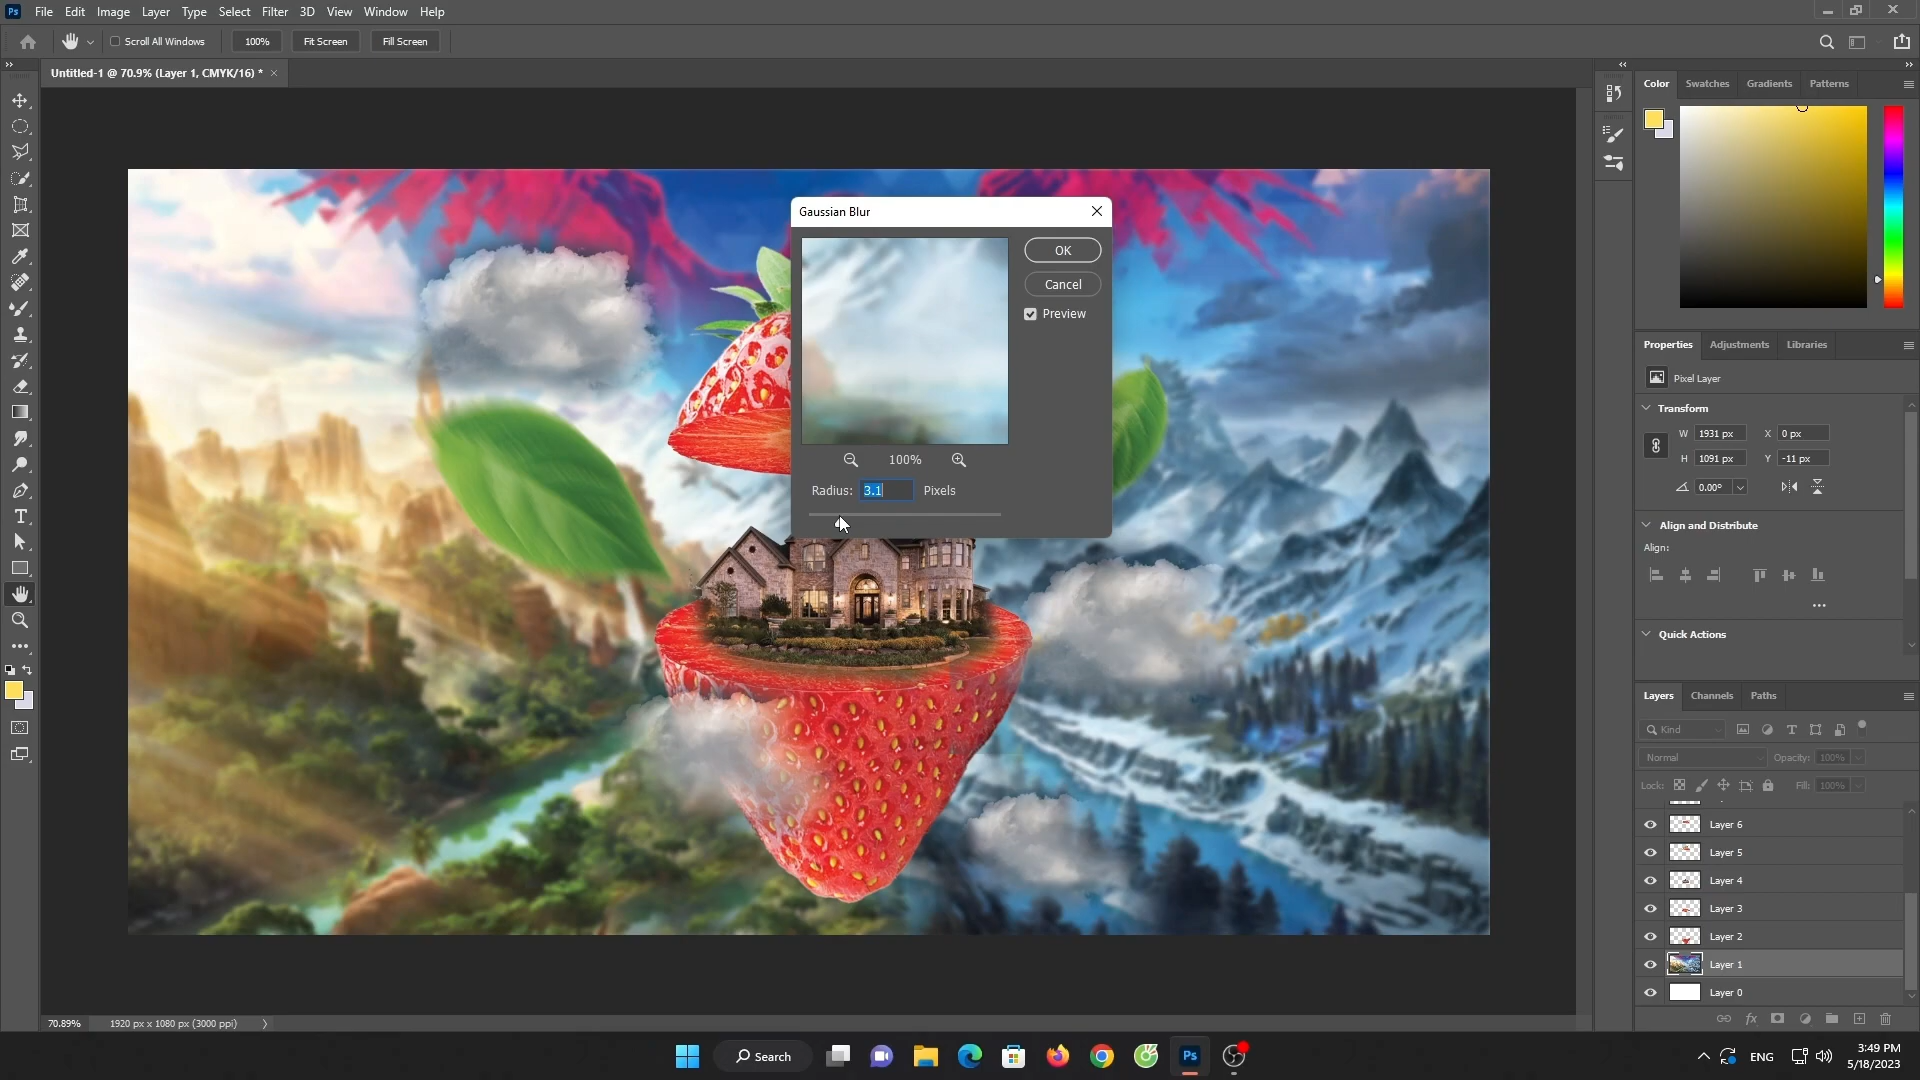 Ps File Edit Image Layer Type Select Filter 3D View Window Help
Scroll All Windows 100% Fit Screen Fill Screen
Untitled-1 @ 70.9% (Layer 1, CMYK/16) *
Gaussian Blur
OK
Cancel
Preview
100%
Radius: 3.1 Pixels
Color Swatches Gradients Patterns
Properties Adjustments Libraries
Pixel Layer
Transform
W 1931 px X 0 px
H 1091 px Y -11 px
0.00°
Align and Distribute
Align:
Quick Actions
Layers Channels Paths
Kind
Normal Opacity: 100%
Lock: Fill: 100%
Layer 6
Layer 5
Layer 4
Layer 3
Layer 2
Layer 1
Layer 0
70.89% 1920 px x 1080 px (3000 ppi)
Search
Ps
ENG
3:49 PM
5/18/2023